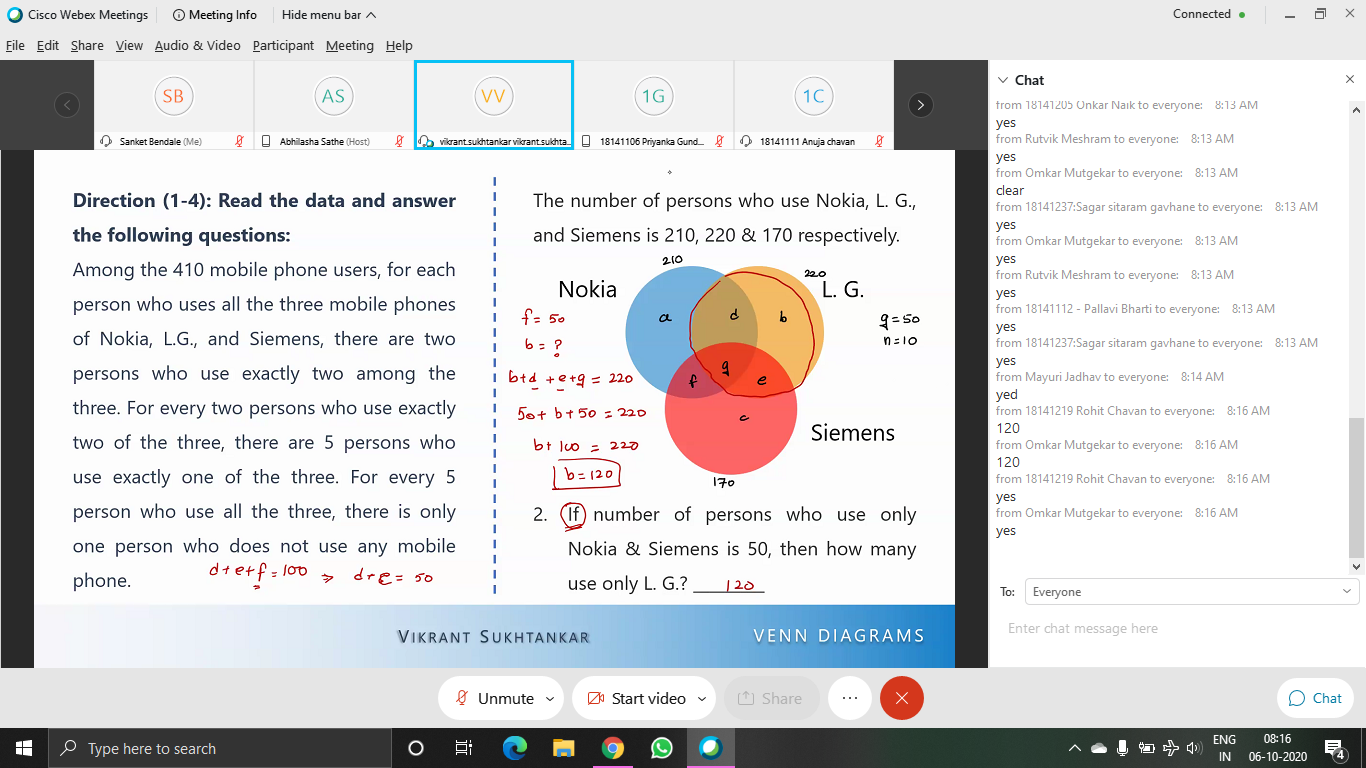 Cisco Webex Meetings
Meeting Info
Hide menu bar
Connected
File Edit Share View Audio & Video Participant Meeting Help
SB
AS
VV
1G
1C
Sanket Bendale (Me)
Abhilasha Sathe (Host)
vikrant.sukhtankar vikrant.sukhta...
18141106 Priyanka Gund...
18141111 Anuja chavan
Direction (1-4): Read the data and answer
the following questions:
Among the 410 mobile phone users, for each
person who uses all the three mobile phones
of Nokia, L.G., and Siemens, there are two
persons who use exactly two among the
three. For every two persons who use exactly
two of the three, there are 5 persons who
use exactly one of the three. For every 5
person who use all the three, there is only
one person who does not use any mobile
phone.
d+e+f=100 ⇒ d+e = 50
The number of persons who use Nokia, L. G.,
and Siemens is 210, 220 & 170 respectively.
210
220
Nokia
L. G.
a
d
b
g
f
e
c
Siemens
170
g=50
n=10
f= 50
b= ?
b+d+e+g = 220
50+ b+50 =220
b+100 = 220
b=120
2. If number of persons who use only
Nokia & Siemens is 50, then how many
use only L. G.? 120
VIKRANT SUKHTANKAR
VENN DIAGRAMS
Chat
from 18141205 Onkar Naik to everyone: 8:13 AM
yes
from Rutvik Meshram to everyone: 8:13 AM
yes
from Omkar Mutgekar to everyone: 8:13 AM
clear
from 18141237:Sagar sitaram gavhane to everyone: 8:13 AM
yes
from Omkar Mutgekar to everyone: 8:13 AM
yes
from Rutvik Meshram to everyone: 8:13 AM
yes
from 18141112 - Pallavi Bharti to everyone: 8:13 AM
yes
from 18141237:Sagar sitaram gavhane to everyone: 8:13 AM
yes
from Mayuri Jadhav to everyone: 8:14 AM
yed
from 18141219 Rohit Chavan to everyone: 8:16 AM
120
from Omkar Mutgekar to everyone: 8:16 AM
120
from 18141219 Rohit Chavan to everyone: 8:16 AM
yes
from Omkar Mutgekar to everyone: 8:16 AM
yes
To: Everyone
Enter chat message here
Unmute
Start video
Share
Chat
Type here to search
ENG
IN
08:16
06-10-2020
4